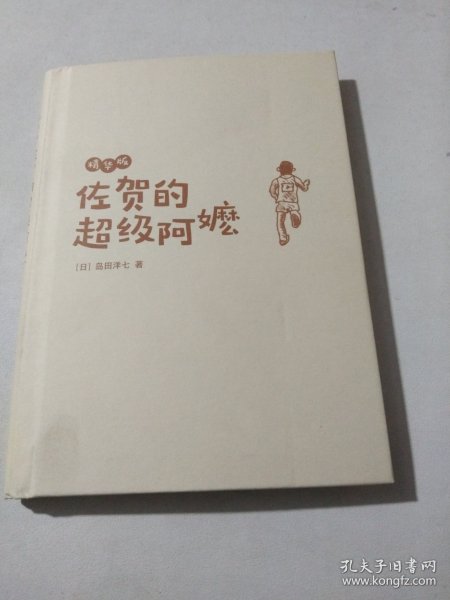 精华版
佐贺的
超级阿嬷
[日] 岛田洋七 著
孔夫子旧书网
www.kongfz.com